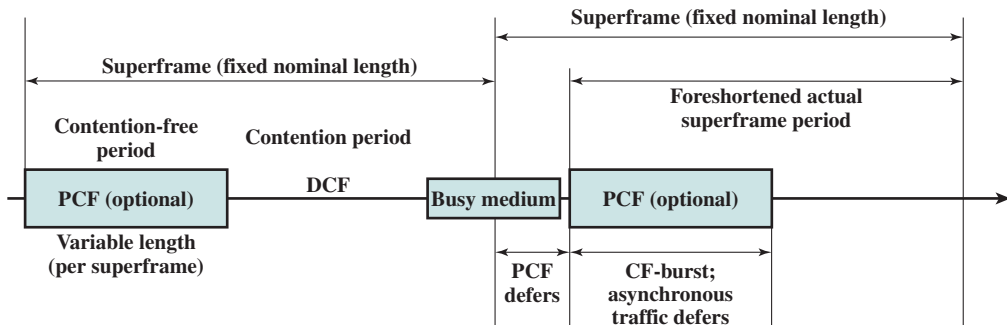 Superframe (fixed nominal length)
Superframe (fixed nominal length)
Foreshortened actual
superframe period
Contention-free
period
Contention period
PCF (optional)
DCF
Busy medium
PCF (optional)
Variable length
(per superframe)
PCF
defers
CF-burst;
asynchronous
traffic defers